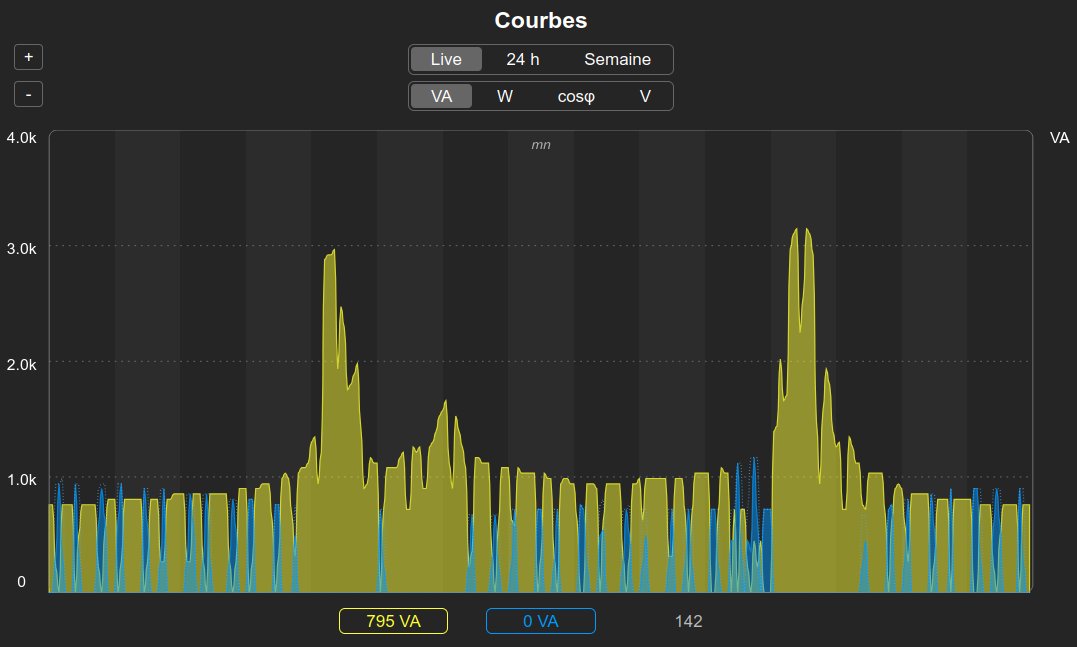 Courbes
+
Live 24 h Semaine
-
VA W cosφ V
4.0k
mn
VA
3.0k
2.0k
1.0k
0
795 VA 0 VA 142